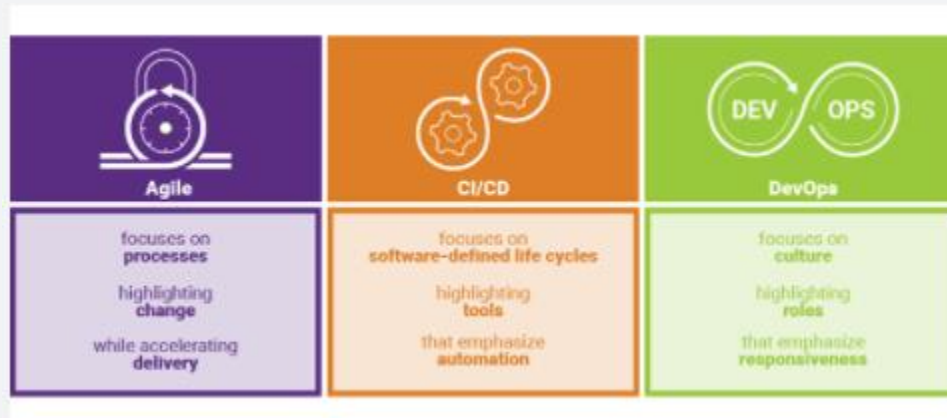 Agile
focuses on
processes
highlighting
change
while accelerating
delivery
CI/CD
focuses on
software-defined life cycles
highlighting
tools
that emphasize
automation
DEV OPS
DevOps
focuses on
culture
highlighting
roles
that emphasize
responsiveness